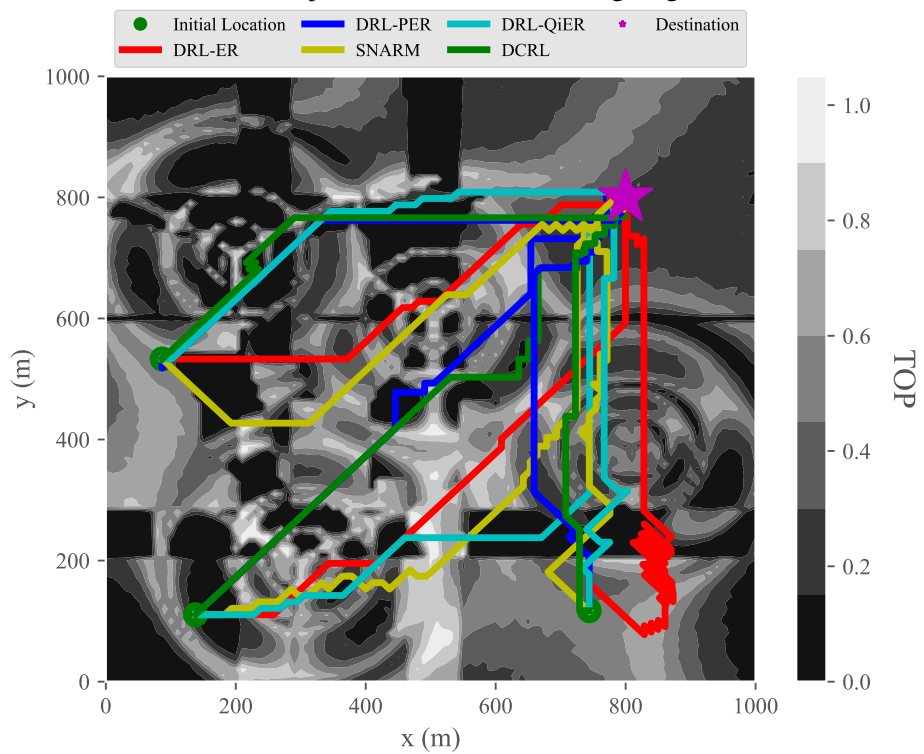 Initial Location DRL-PER DRL-QiER Destination
DRL-ER SNARM DCRL
1000
800
600
400
200
0
0 200 400 600 800 1000
x (m)
y (m)
1.0
0.8
0.6
0.4
0.2
0.0
TOP